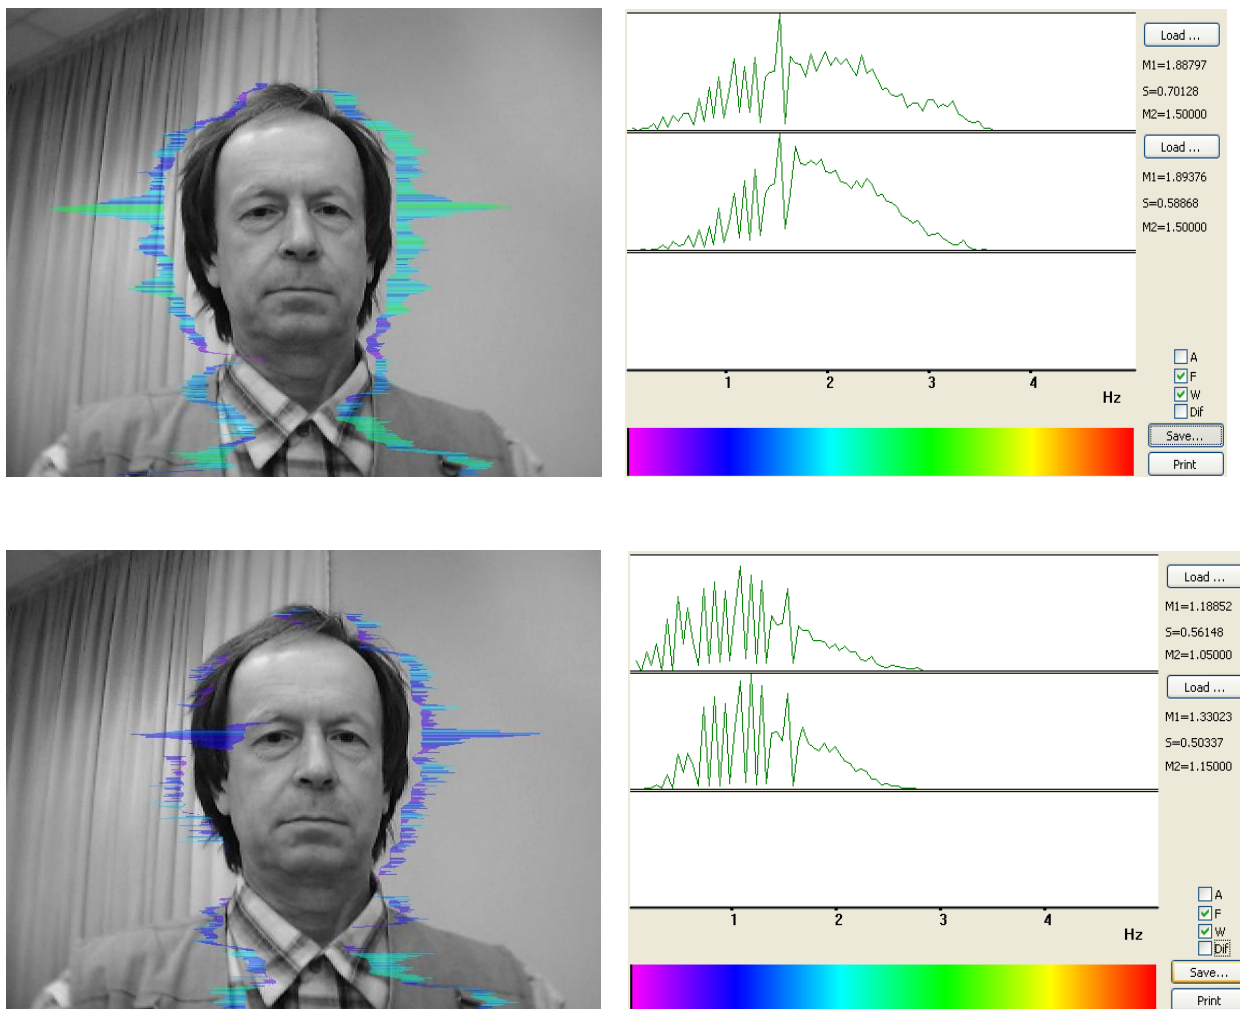 Load ...
M1=1.88797
S=0.70128
M2=1.50000
Load ...
M1=1.89376
S=0.58868
M2=1.50000
A
F
W
Dif
1 2 3 4
Hz
Save...
Print
Load ...
M1=1.18852
S=0.56148
M2=1.05000
Load ...
M1=1.33023
S=0.50337
M2=1.15000
A
F
W
Dif
1 2 3 4
Hz
Save...
Print